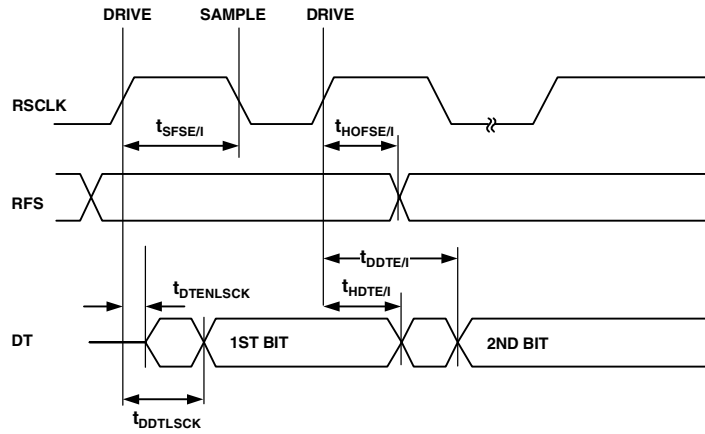 DRIVE SAMPLE DRIVE
RSCLK
tSFSE/I tHOFSE/I
RFS
tDDTE/I
tDTENLSCK tHDTE/I
DT 1ST BIT 2ND BIT
tDDTLSCK